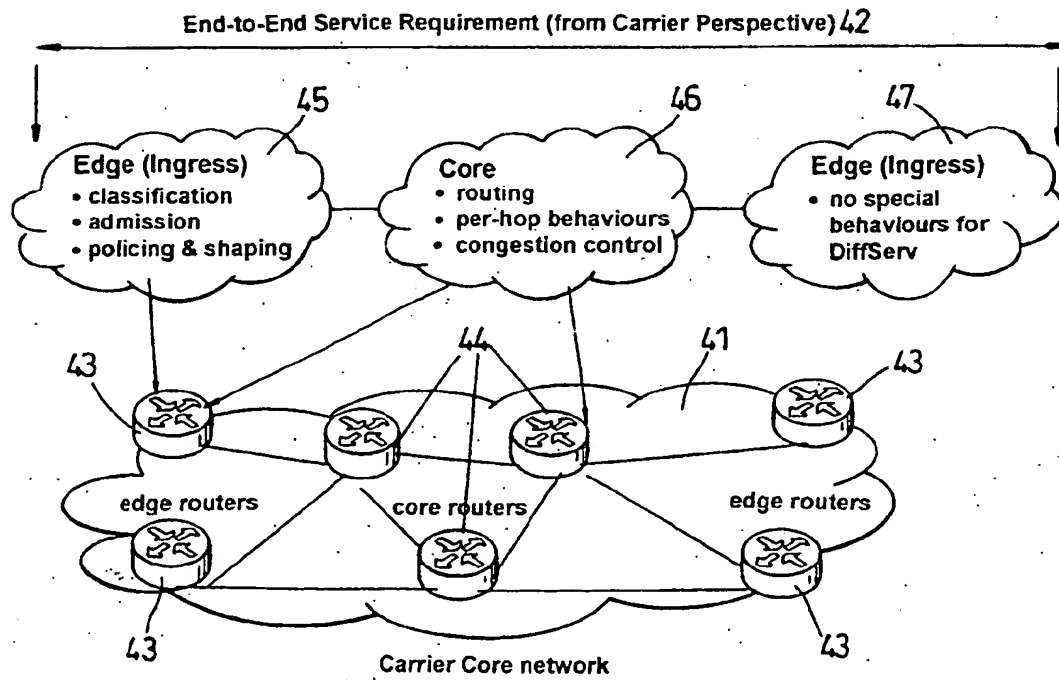 End-to-End Service Requirement (from Carrier Perspective) 42
45
46
47
Edge (Ingress)
• classification
• admission
• policing & shaping
Core
• routing
• per-hop behaviours
• congestion control
Edge (Ingress)
• no special
behaviours for
DiffServ
43
44
41
43
edge routers
core routers
edge routers
43
43
Carrier Core network